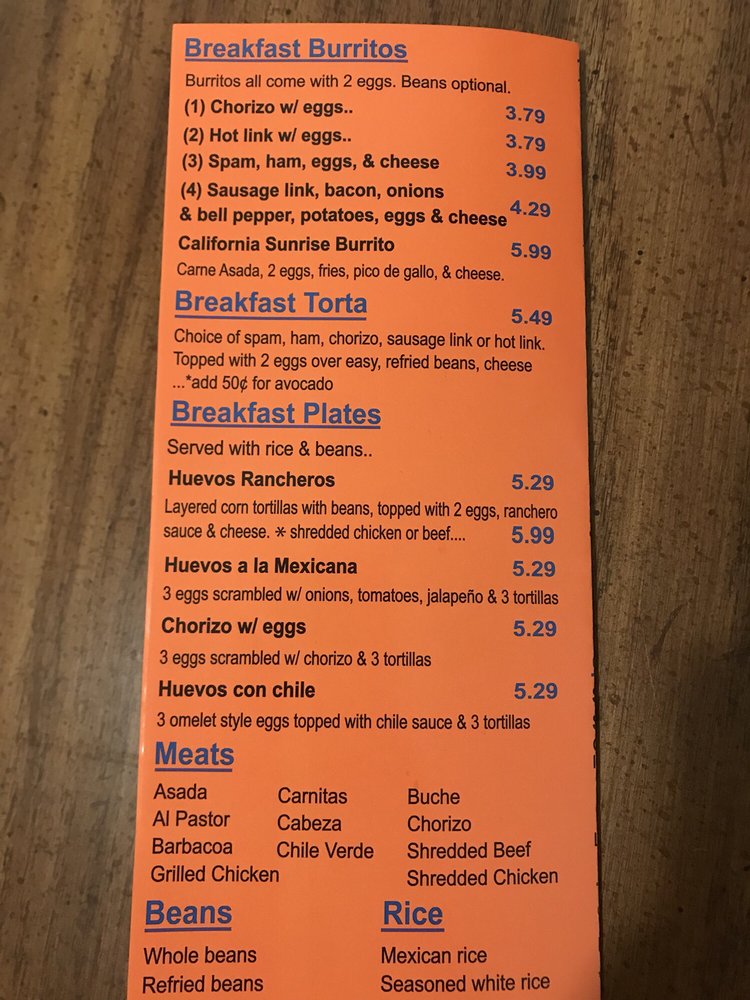 Breakfast Burritos
Burritos all come with 2 eggs. Beans optional.
(1) Chorizo w/ eggs.. 3.79
(2) Hot link w/ eggs.. 3.79
(3) Spam, ham, eggs, & cheese 3.99
(4) Sausage link, bacon, onions
& bell pepper, potatoes, eggs & cheese 4.29
California Sunrise Burrito 5.99
Carne Asada, 2 eggs, fries, pico de gallo, & cheese.
Breakfast Torta 5.49
Choice of spam, ham, chorizo, sausage link or hot link.
Topped with 2 eggs over easy, refried beans, cheese
...*add 50¢ for avocado
Breakfast Plates
Served with rice & beans..
Huevos Rancheros 5.29
Layered corn tortillas with beans, topped with 2 eggs, ranchero
sauce & cheese. * shredded chicken or beef.... 5.99
Huevos a la Mexicana 5.29
3 eggs scrambled w/ onions, tomatoes, jalapeño & 3 tortillas
Chorizo w/ eggs 5.29
3 eggs scrambled w/ chorizo & 3 tortillas
Huevos con chile 5.29
3 omelet style eggs topped with chile sauce & 3 tortillas
Meats
Asada Carnitas Buche
Al Pastor Cabeza Chorizo
Barbacoa Chile Verde Shredded Beef
Grilled Chicken Shredded Chicken
Beans Rice
Whole beans Mexican rice
Refried beans Seasoned white rice